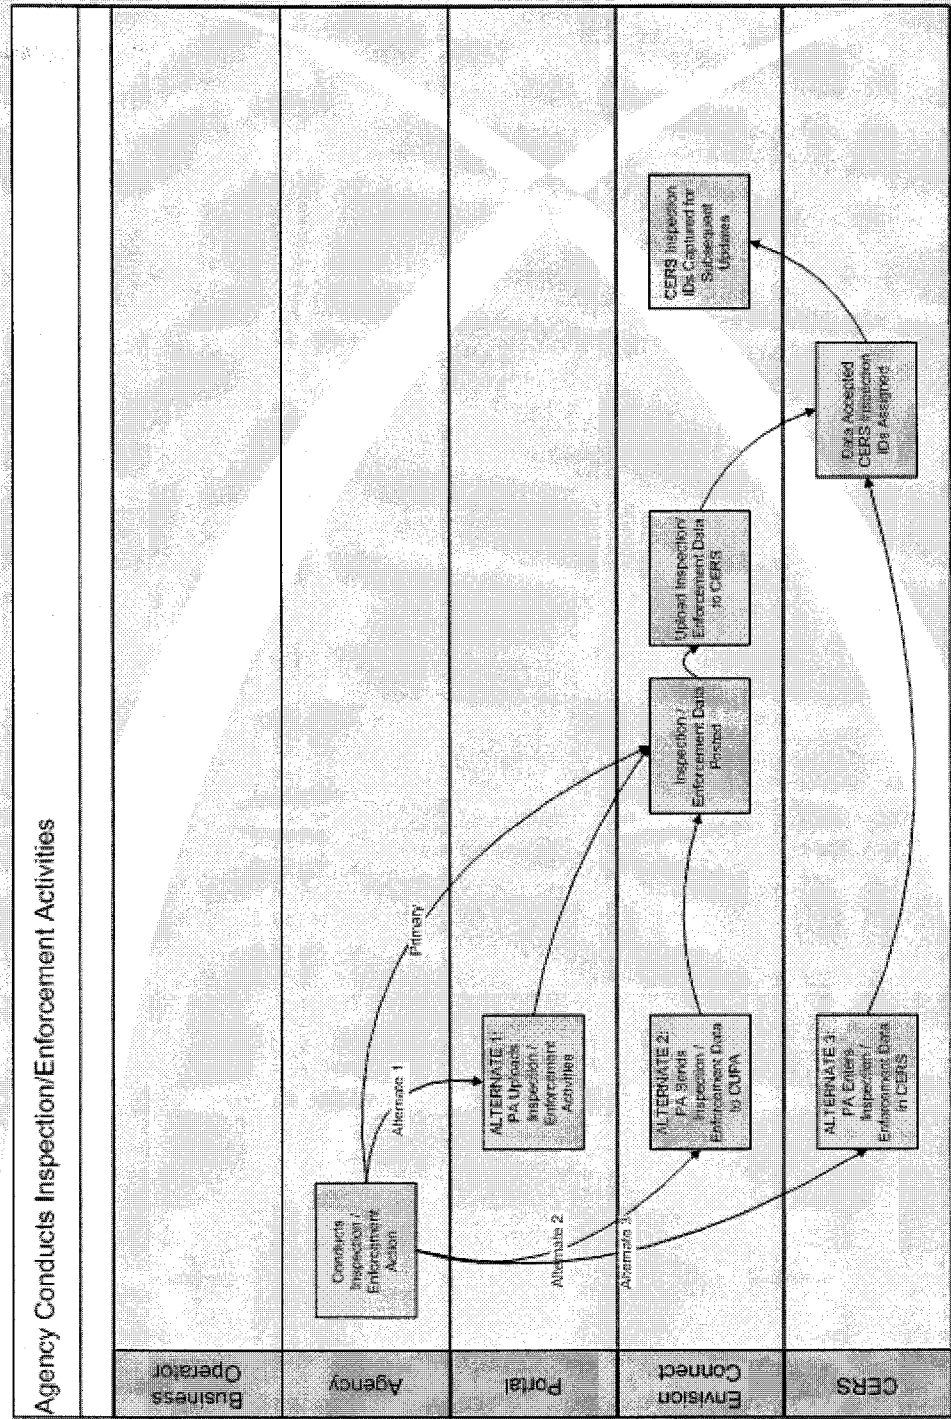 Agency Conducts Inspection/Enforcement Activities
Business
Operator
Agency
Conducts
Inspection /
Enforcement
Action
Primary
Alternate 1
Portal
ALTERNATE 1:
PA Uploads
Inspection /
Enforcement
Activities
Alternate 2
Envision
Connect
Alternate 3
ALTERNATE 2:
PA Sends
Inspection /
Enforcement Data
to CUPA
Inspection /
Enforcement Data
Posted
Upload Inspection/
Enforcement Data
to CERS
CERS Inspection
IDs Captured for
Subsequent
Updates
CERS
ALTERNATE 3:
PA Enters
Inspection /
Enforcement Data
in CERS
Data Accepted
CERS Inspection
IDs Assigned